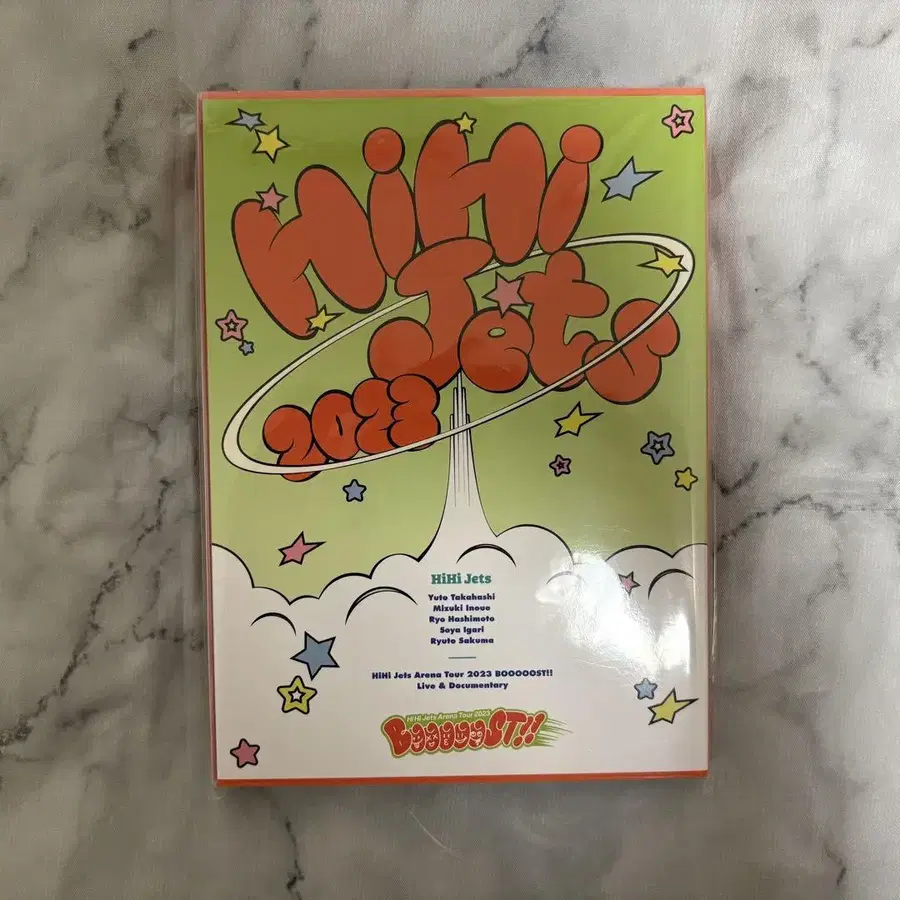 HiHi
Jets
2023
HiHi Jets
Yuto Takahashi
Mizuki Inoue
Ryo Hashimoto
Soya Igari
Ryuto Sakuma
HiHi Jets Arena Tour 2023 BOOOOOST!!
Live & Documentary
HiHi Jets Arena Tour 2023
BOOOOOST!!